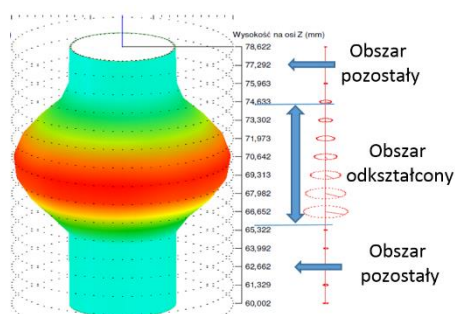 Wysokość na osi Z (mm)
78,622
77,292
75,963
74,633
73,302
71,973
70,642
69,313
67,982
66,652
65,322
63,992
62,662
61,329
60,002
Obszar
pozostały
Obszar
odkształcony
Obszar
pozostały